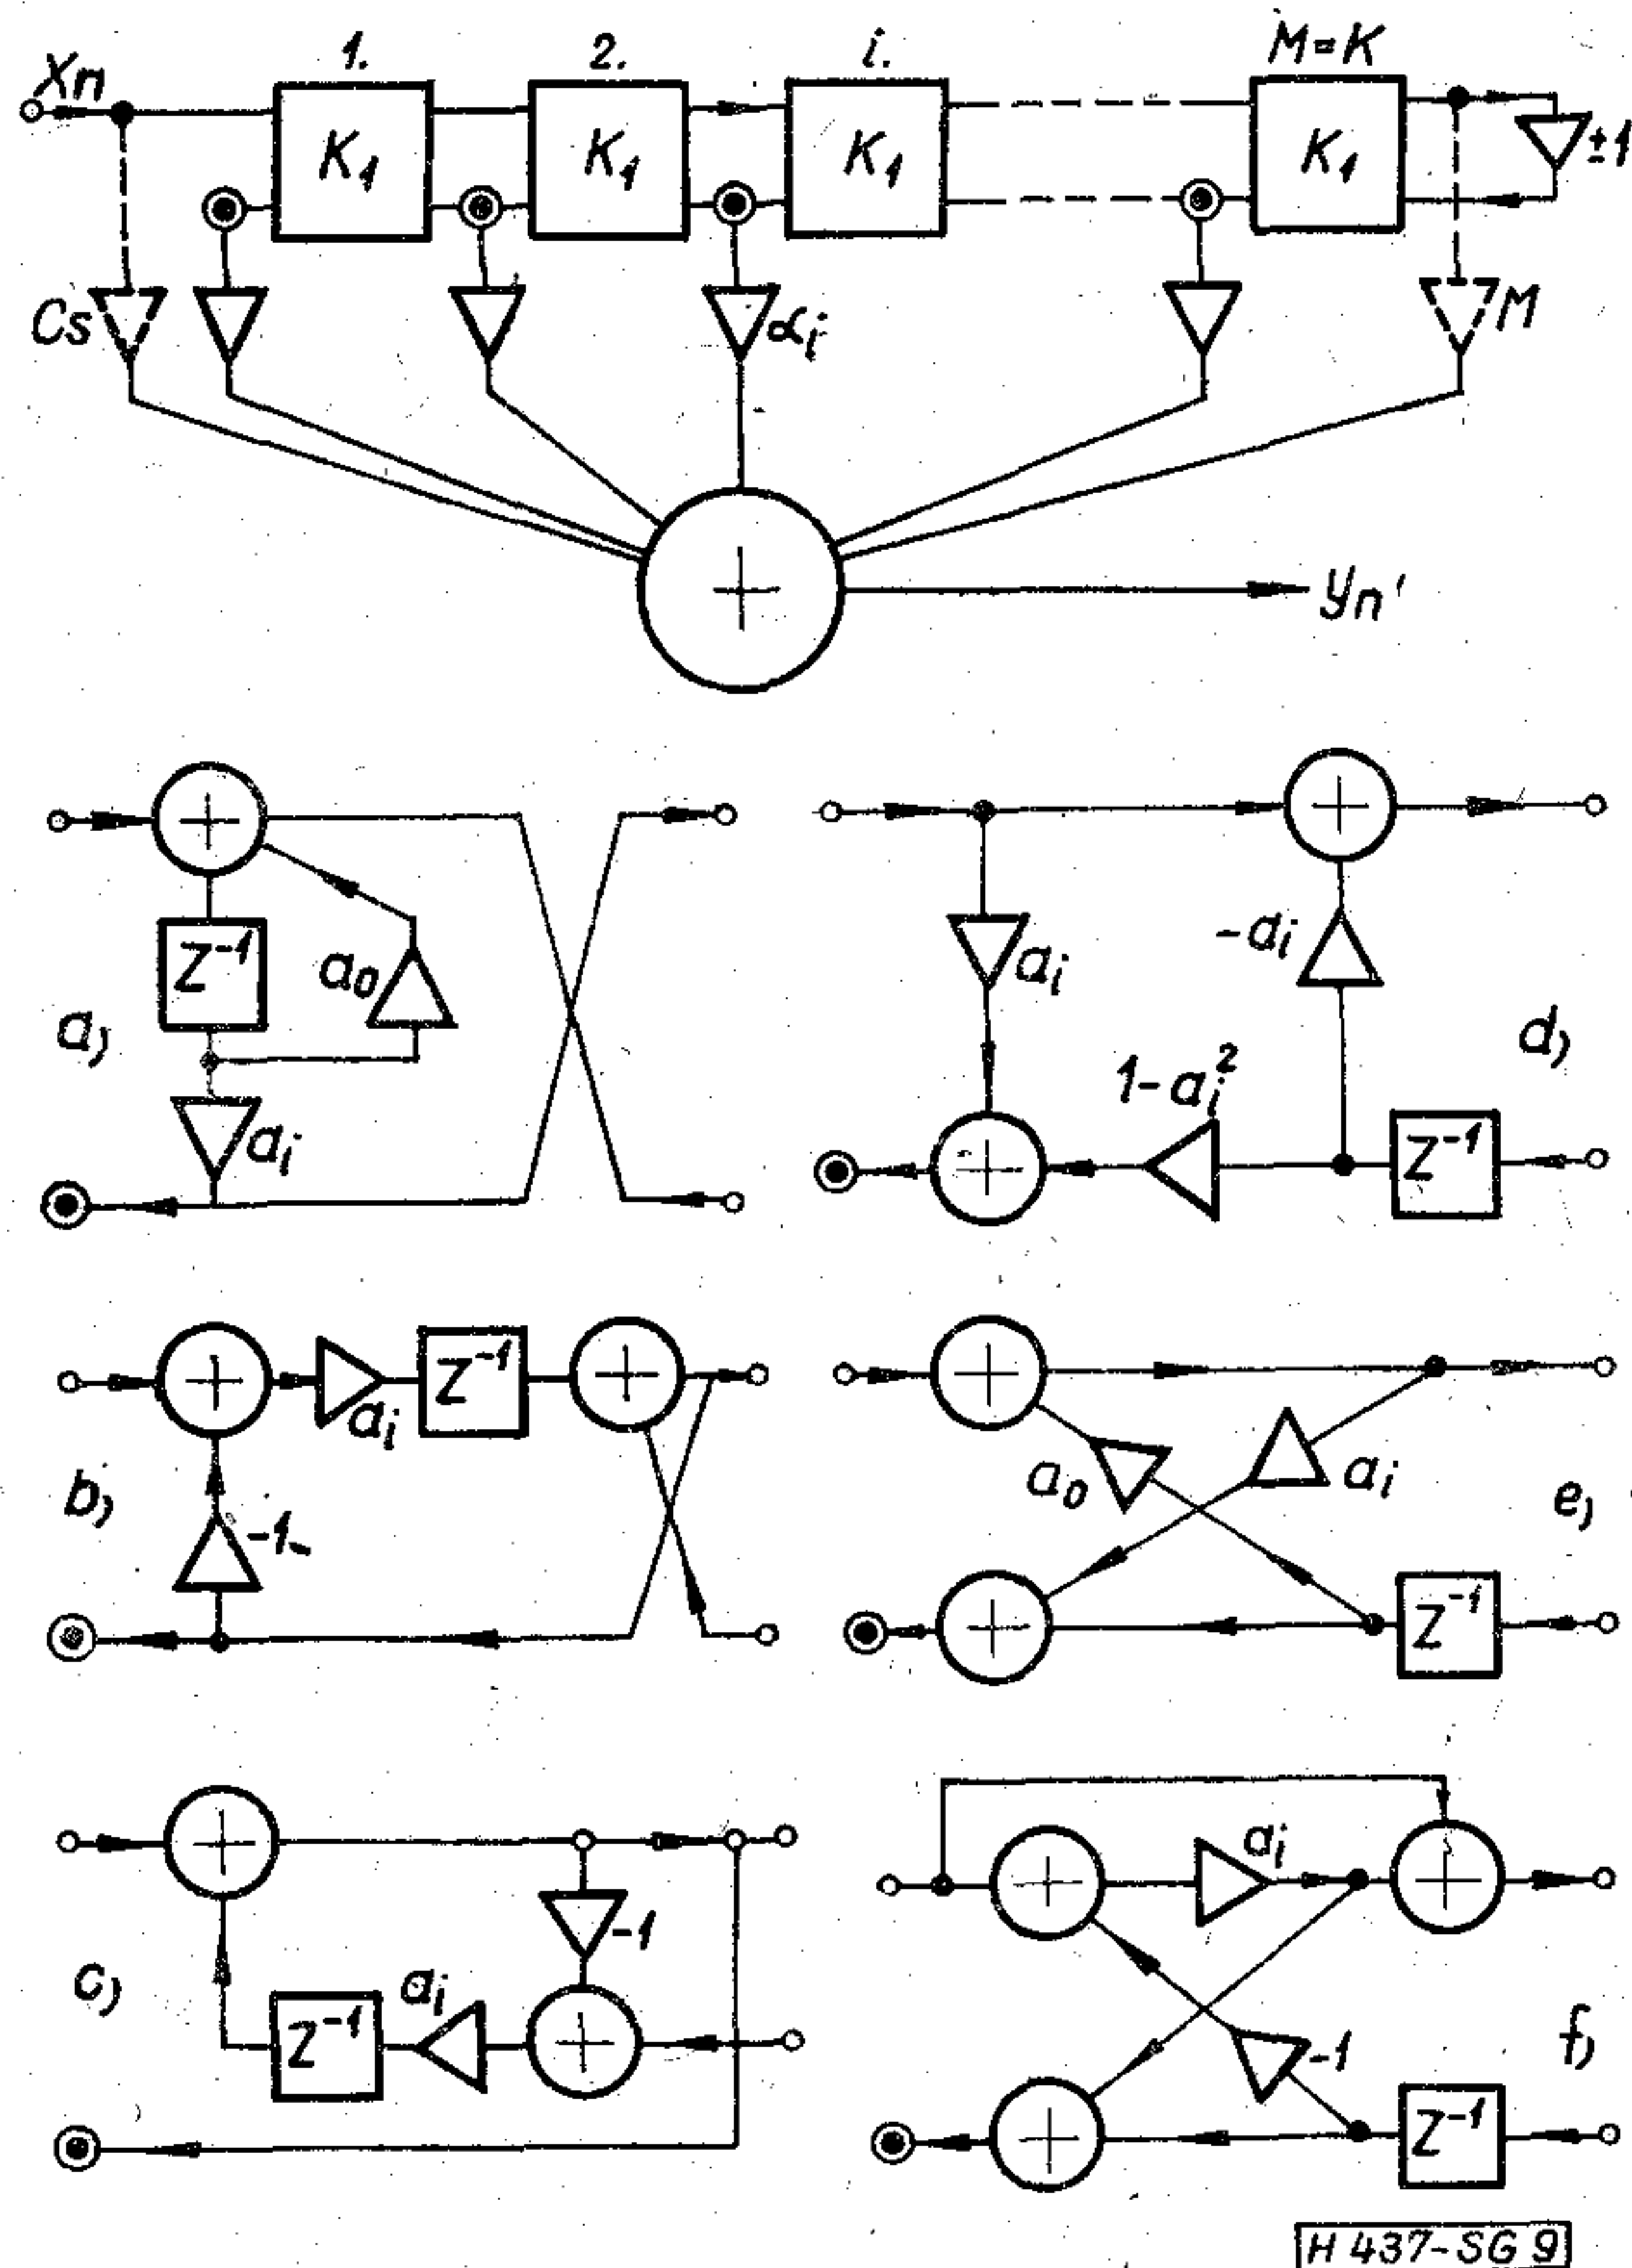 1. 2. i. M=K
Xn
K₁ K₁ K₁ K₁ ±1
Cs αi M
+
yn'
+ +
Z⁻¹ a₀ ai -ai
a) d)
ai 1-ai² Z⁻¹
+
+ ai Z⁻¹ + +
a₀ ai
b) -1 e)
+ Z⁻¹
+ + ai +
-1
c) ai -1 f)
Z⁻¹ + + Z⁻¹
H 437-SG 9